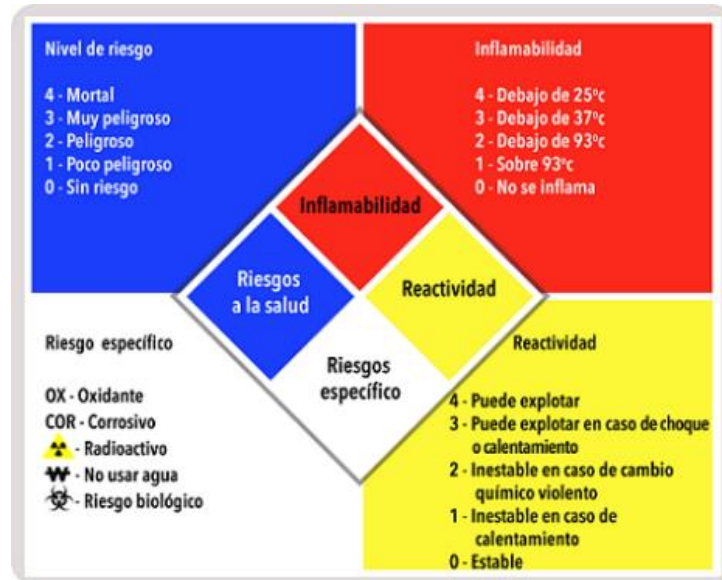 Nivel de riesgo
4 - Mortal
3 - Muy peligroso
2 - Peligroso
1 - Poco peligroso
0 - Sin riesgo
Inflamabilidad
4 - Debajo de 25ºc
3 - Debajo de 37ºc
2 - Debajo de 93ºc
1 - Sobre 93ºc
0 - No se inflama
Inflamabilidad
Riesgos
a la salud
Reactividad
Riesgos
específico
Riesgo específico
OX - Oxidante
COR - Corrosivo
- Radioactivo
W - No usar agua
- Riesgo biológico
Reactividad
4 - Puede explotar
3 - Puede explotar en caso de choque
o calentamiento
2 - Inestable en caso de cambio
químico violento
1 - Inestable en caso de
calentamiento
0 - Estable